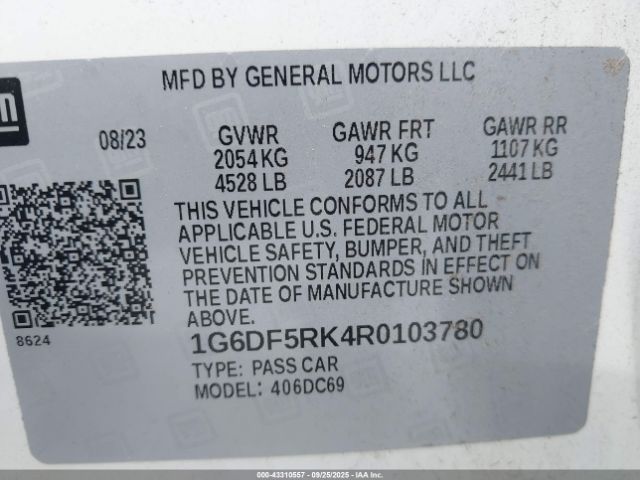 MFD BY GENERAL MOTORS LLC
08/23 GVWR GAWR FRT GAWR RR
2054 KG 947 KG 1107 KG
4528 LB 2087 LB 2441 LB
THIS VEHICLE CONFORMS TO ALL
APPLICABLE U.S. FEDERAL MOTOR
VEHICLE SAFETY, BUMPER, AND THEFT
PREVENTION STANDARDS IN EFFECT ON
THE DATE OF MANUFACTURE SHOWN
ABOVE.
8624
1G6DF5RK4R0103780
TYPE: PASS CAR
MODEL: 406DC69
000-43310557 - 09/25/2025 - IAA Inc.